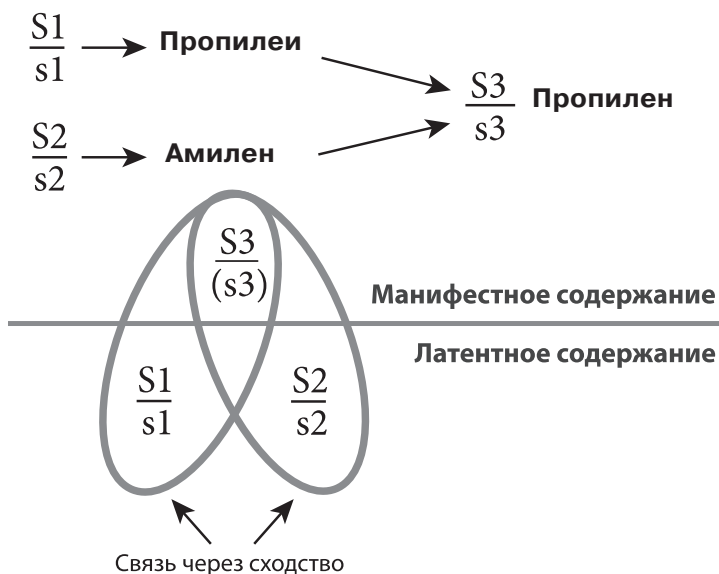 S1
s1
Пропилеи
S3
s3
Пропилен
S2
s2
Амилен
S3
(s3)
Манифестное содержание
Латентное содержание
S1
s1
S2
s2
Связь через сходство